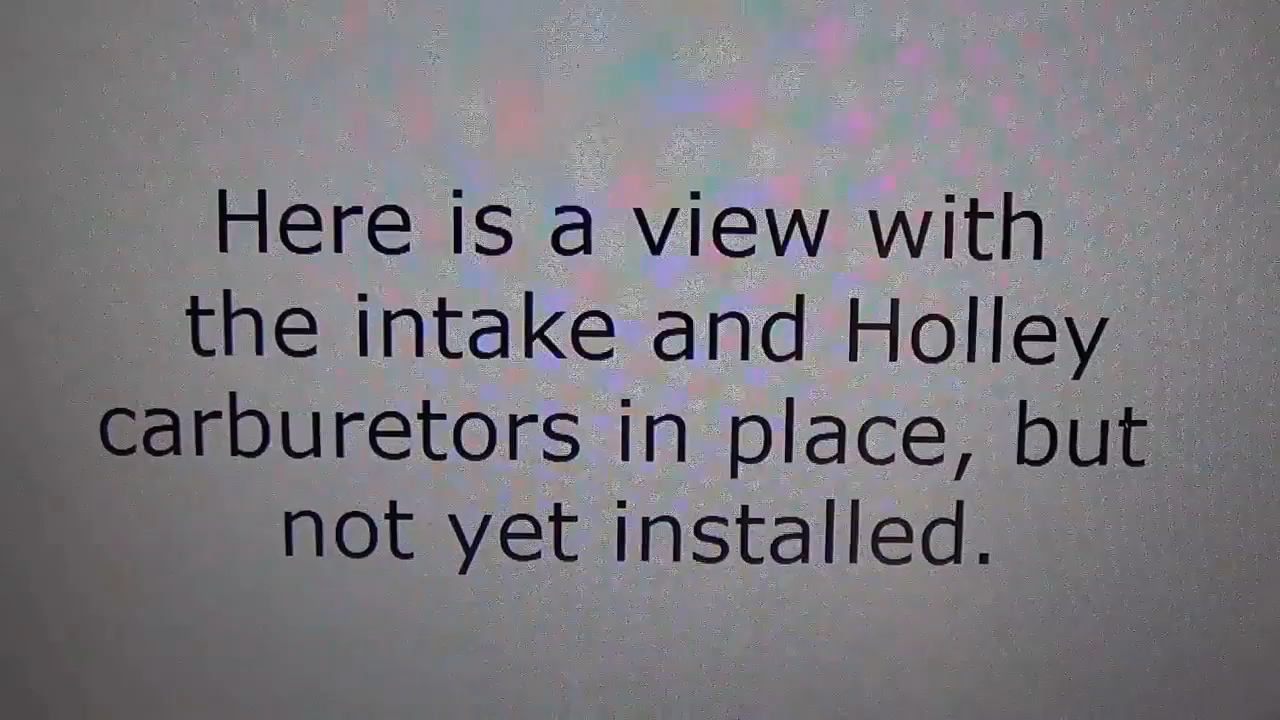 Here is a view with
the intake and Holley
carburetors in place, but
not yet installed.